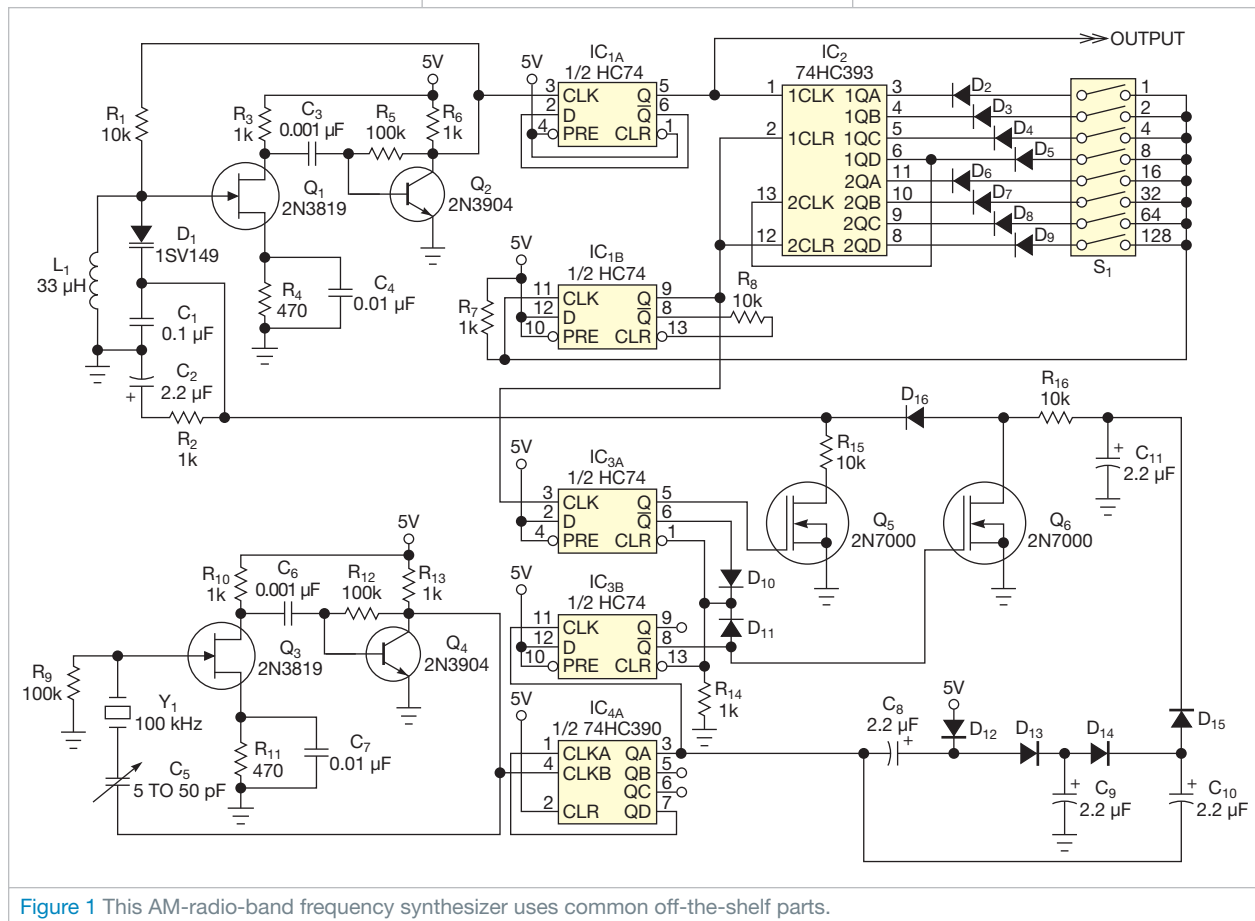 OUTPUT
5V
IC1A
1/2 HC74
3 CLK Q 5
2 D Q 6
4 PRE CLR 1
IC2
74HC393
1 1CLK 1QA 3
1QB 4
2 1CLR 1QC 5
1QD 6
2QA 11
13 2CLK 2QB 10
2QC 9
12 2CLR 2QD 8
D2
D3
D4
D5
D6
D7
D8
D9
1
2
4
8
16
32
64
128
S1
R1
10k
R3
1k
C3
0.001 µF
R5
100k
5V
R6
1k
Q1
2N3819
Q2
2N3904
D1
1SV149
L1
33 µH
C1
0.1 µF
R4
470
C4
0.01 µF
C2
2.2 µF
+
R2
1k
5V
IC1B
1/2 HC74
11 CLK Q 9
12 D Q 8
10 PRE CLR 13
R7
1k
R8
10k
D16
R16
10k
R15
10k
+
C11
2.2 µF
Q5
2N7000
Q6
2N7000
5V
IC3A
1/2 HC74
3 CLK Q 5
2 D Q 6
4 PRE CLR 1
D10
D11
5V
IC3B
1/2 HC74
11 CLK Q 9
12 D Q 8
10 PRE CLR 13
R14
1k
5V
IC4A
1/2 74HC390
1 CLKA QA 3
4 CLKB QB 5
QC 6
2 CLR QD 7
R10
1k
C6
0.001 µF
R12
100k
5V
R13
1k
Q3
2N3819
Q4
2N3904
R9
100k
Y1
100 kHz
R11
470
C7
0.01 µF
C5
5 TO 50 pF
C8
2.2 µF
+
5V
D12
D13
D14
D15
+
C9
2.2 µF
+
C10
2.2 µF
Figure 1 This AM-radio-band frequency synthesizer uses common off-the-shelf parts.